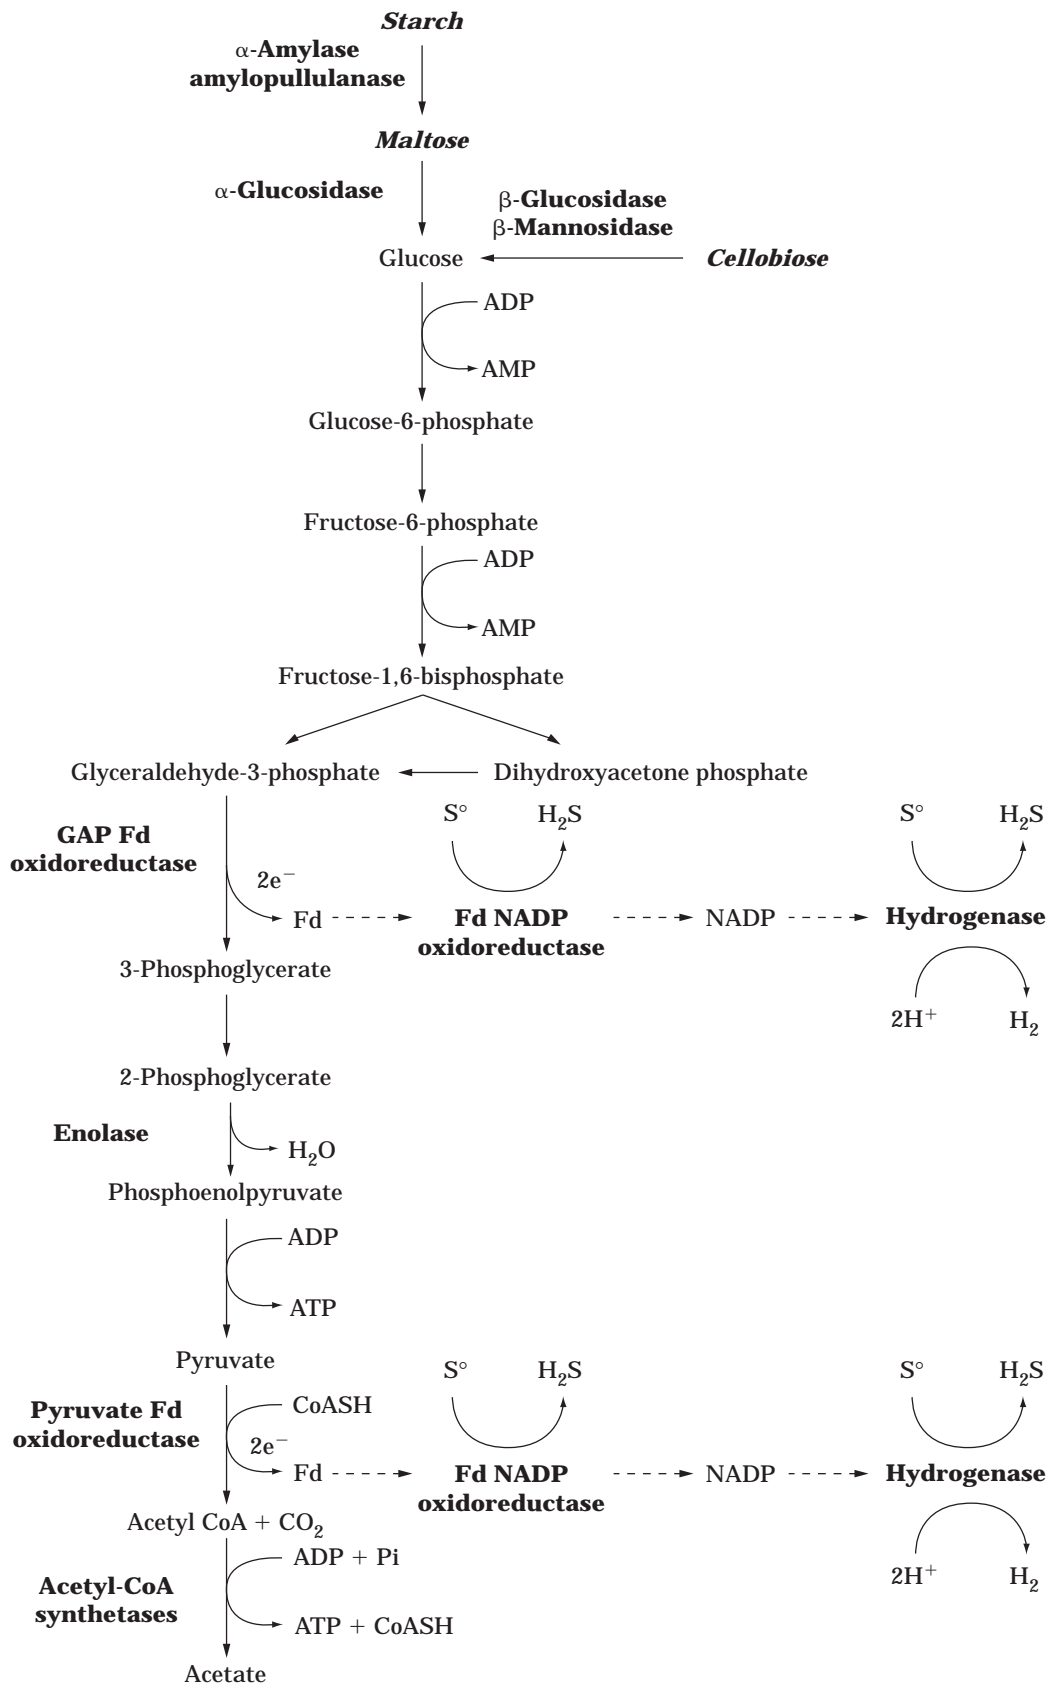 Starch
α-Amylase
amylopullulanase
Maltose
α-Glucosidase
β-Glucosidase
β-Mannosidase
Glucose
Cellobiose
ADP
AMP
Glucose-6-phosphate
Fructose-6-phosphate
ADP
AMP
Fructose-1,6-bisphosphate
Glyceraldehyde-3-phosphate
Dihydroxyacetone phosphate
S° H₂S S° H₂S
GAP Fd
oxidoreductase
2e⁻
Fd
Fd NADP
oxidoreductase
NADP
Hydrogenase
3-Phosphoglycerate
2H⁺ H₂
2-Phosphoglycerate
Enolase
H₂O
Phosphoenolpyruvate
ADP
ATP
Pyruvate
S° H₂S S° H₂S
Pyruvate Fd
oxidoreductase
CoASH
2e⁻
Fd
Fd NADP
oxidoreductase
NADP
Hydrogenase
Acetyl CoA + CO₂
ADP + Pi
2H⁺ H₂
Acetyl-CoA
synthetases
ATP + CoASH
Acetate